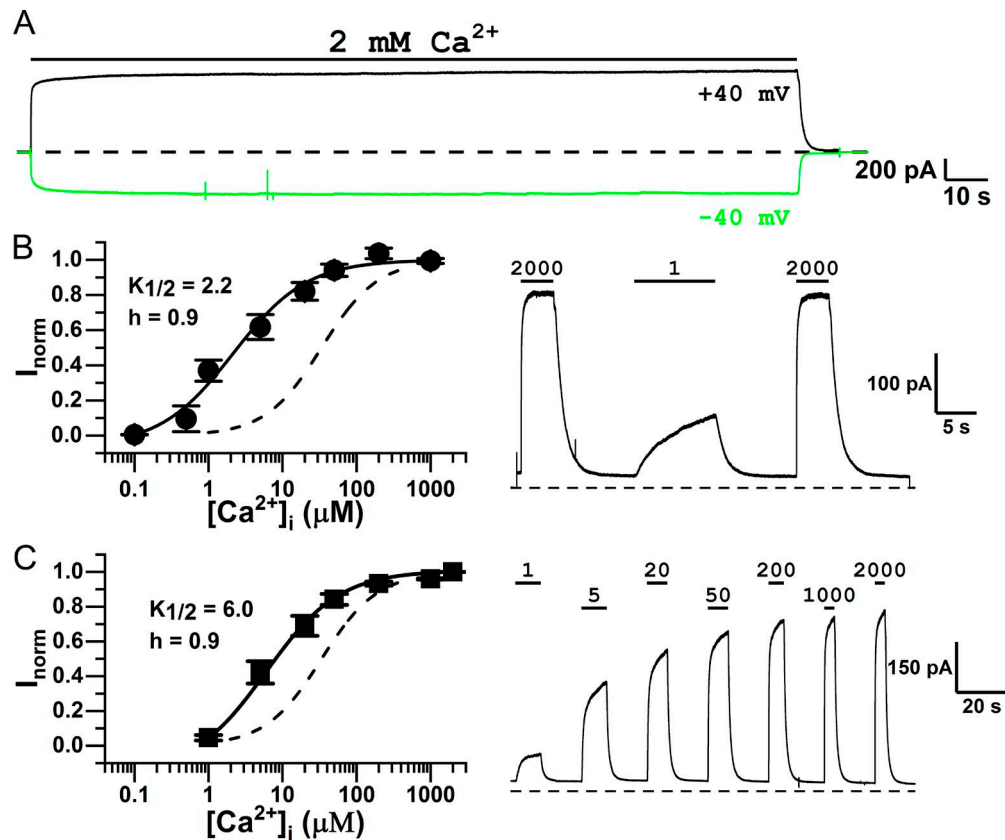 A
2 mM Ca²⁺
+40 mV
200 pA
10 s
-40 mV
B
I norm
1.0
0.8
0.6
0.4
0.2
0.0
K1/2 = 2.2
h = 0.9
0.1 1 10 100 1000
[Ca²⁺]i (μM)
2000 1 2000
100 pA
5 s
C
I norm
1.0
0.8
0.6
0.4
0.2
0.0
K1/2 = 6.0
h = 0.9
0.1 1 10 100 1000
[Ca²⁺]i (μM)
1 20 200 2000
5 50 1000
150 pA
20 s